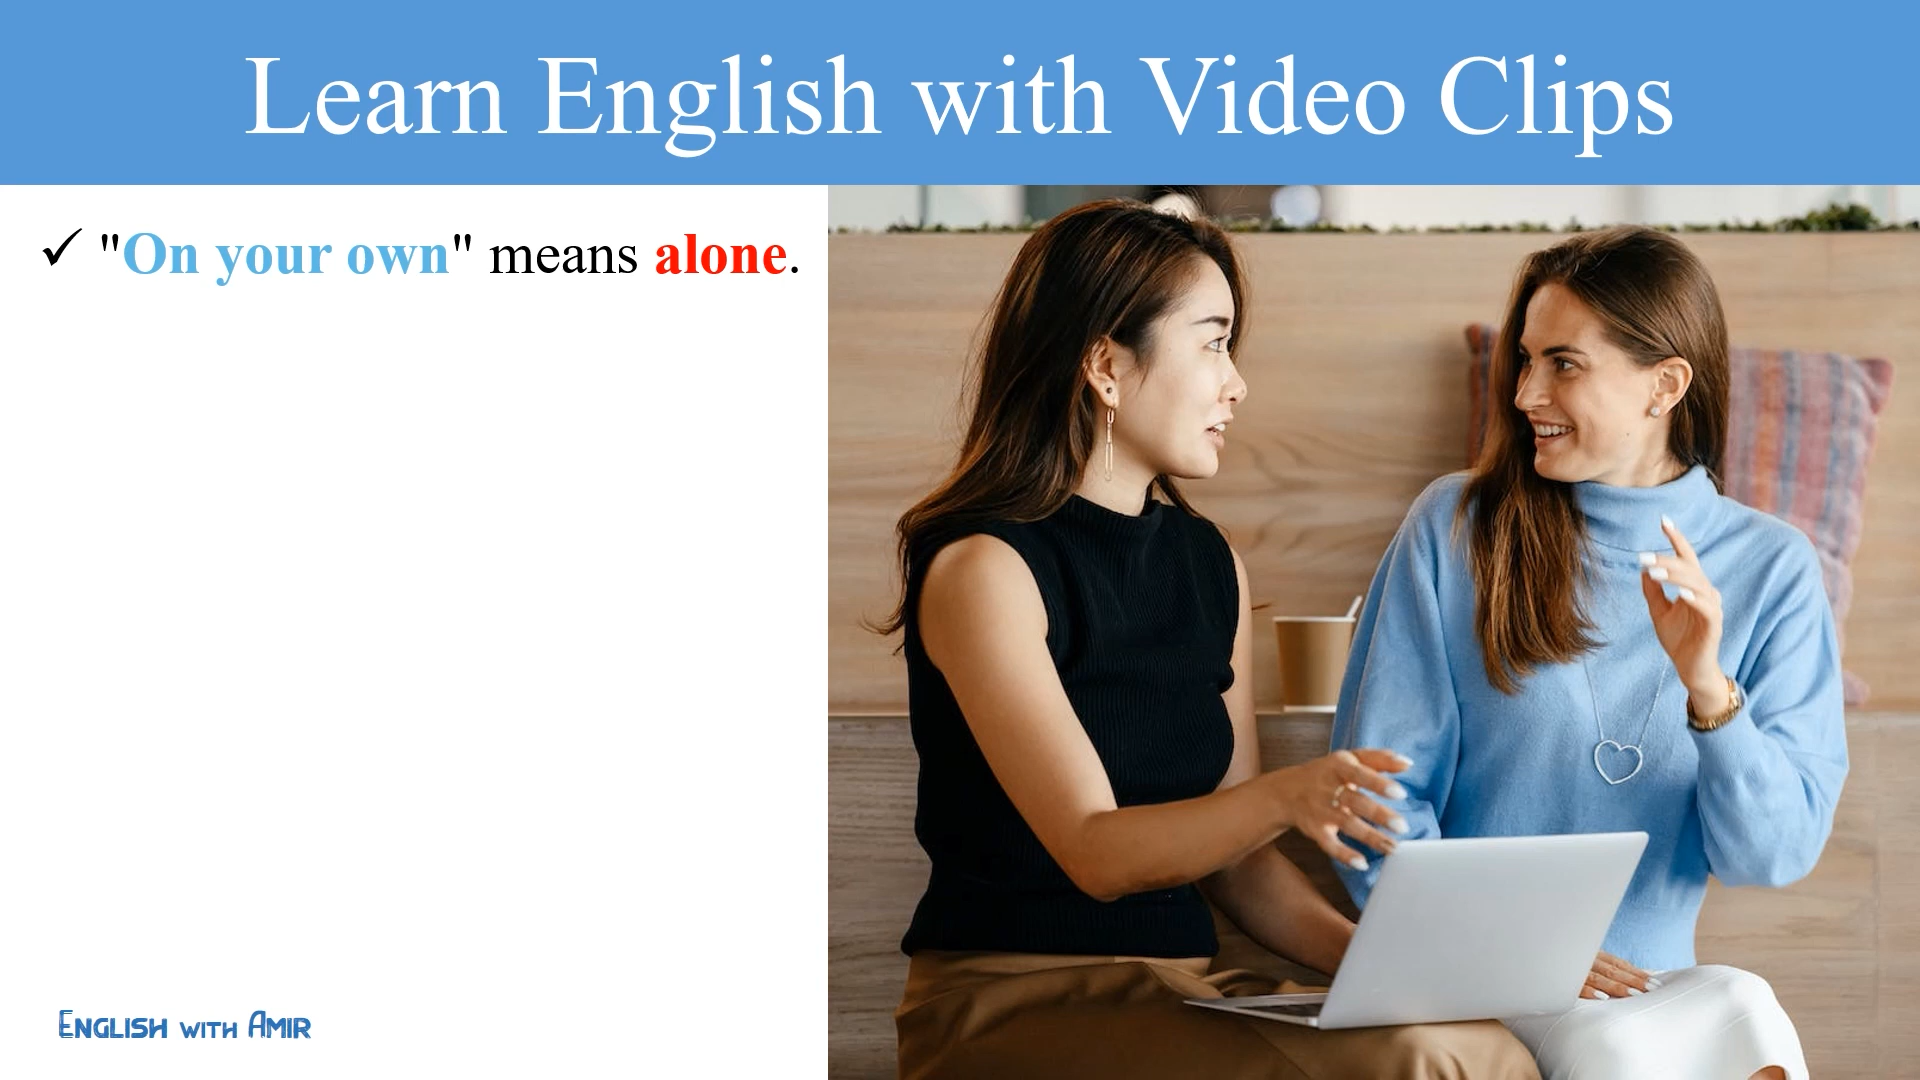 Learn English with Video Clips
✓ "On your own" means alone.
English with Amir